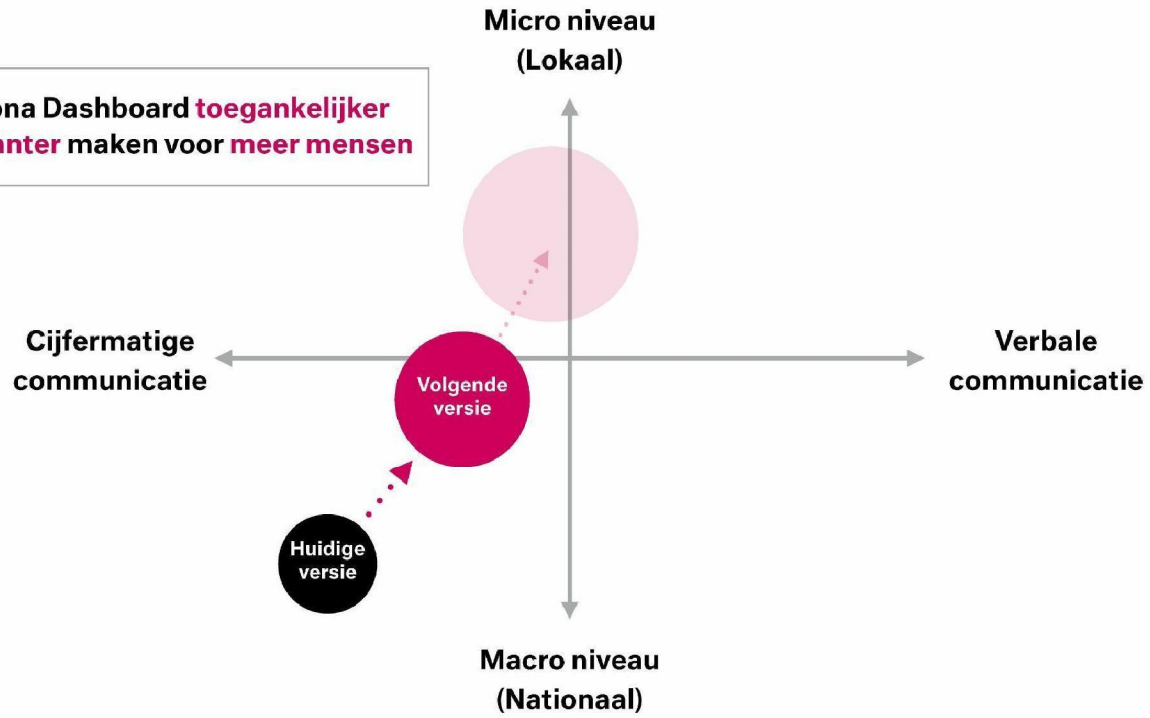 Micro niveau
(Lokaal)
ona Dashboard toegankelijker
anter maken voor meer mensen
Cijfermatige
communicatie
Verbale
communicatie
Volgende
versie
Huidige
versie
Macro niveau
(Nationaal)